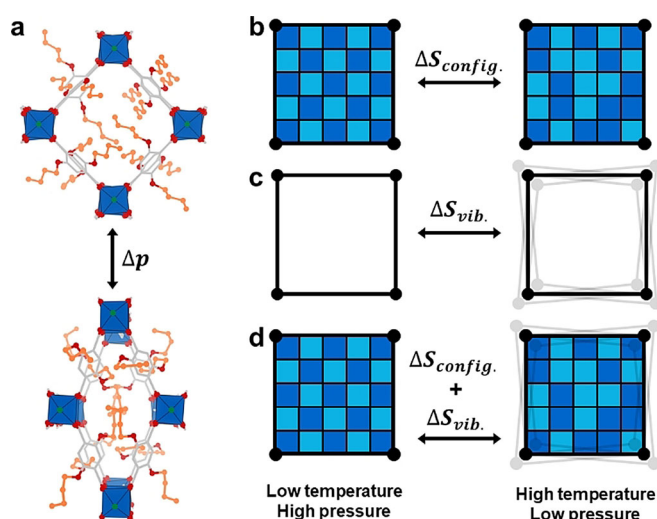 a
Δp
b
ΔS_config.
c
ΔS_vib.
d
ΔS_config.
+
ΔS_vib.
Low temperature
High pressure
High temperature
Low pressure